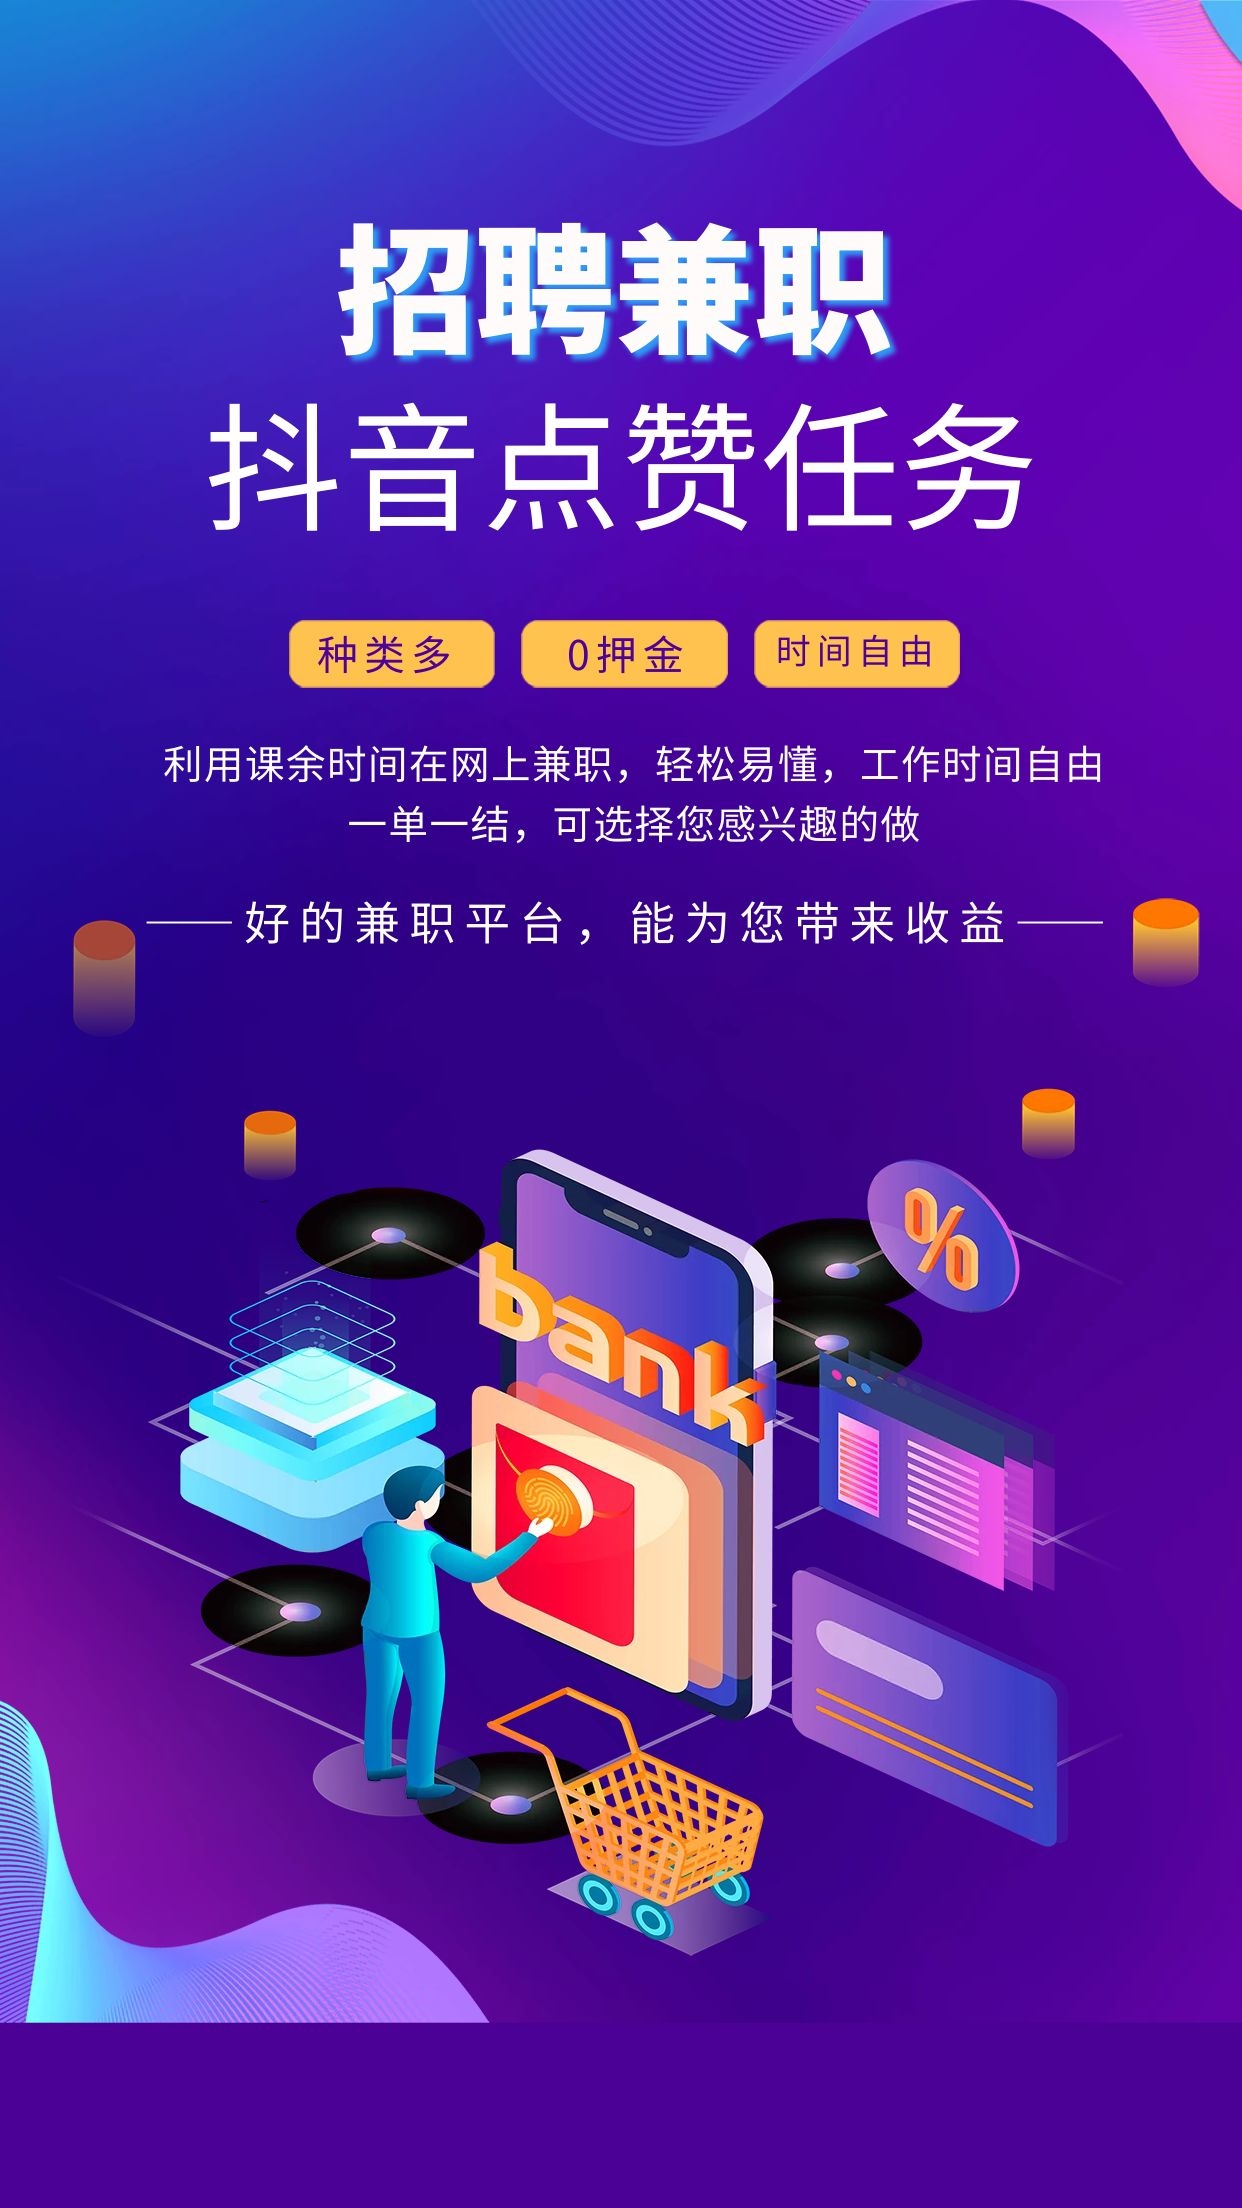 招聘兼职
抖音点赞任务
种类多
0押金
时间自由
利用课余时间在网上兼职，轻松易懂，工作时间自由
一单一结，可选择您感兴趣的做
好的兼职平台，能为您带来收益
%
bank